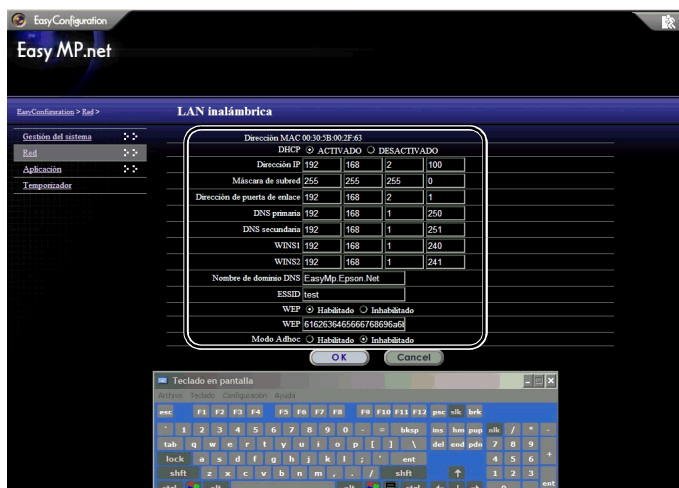 EasyConfiguration
Easy MP.net
EasyConfiguration > Red >
LAN inalámbrica
Gestión del sistema
Red
Aplicación
Temporizador
Dirección MAC 00:30:5B:00:2F:63
DHCP ACTIVADO DESACTIVADO
Dirección IP 192 168 2 100
Máscara de subred 255 255 255 0
Dirección de puerta de enlace 192 168 2 1
DNS primaria 192 168 1 250
DNS secundaria 192 168 1 251
WINS1 192 168 1 240
WINS2 192 168 1 241
Nombre de dominio DNS EasyMp.Epson.Net
ESSID test
WEP Habilitado Inhabilitado
WEP 6162636465666768696a6
Modo Adhoc Habilitado Inhabilitado
OK Cancel
Teclado en pantalla
Archivo Teclado Configuración Ayuda
esc F1 F2 F3 F4 F5 F6 F7 F8 F9 F10 F11 F12 psc slk brk
` 1 2 3 4 5 6 7 8 9 0 - = bksp ins hm pup nlk / * -
tab q w e r t y u i o p [ ] \ del end pdn 7 8 9 +
lock a s d f g h j k l ; ' ent 4 5 6
shft z x c v b n m , . / shft ↑ 1 2 3 ent
ctrl alt alt ctrl ← ↓ → 0